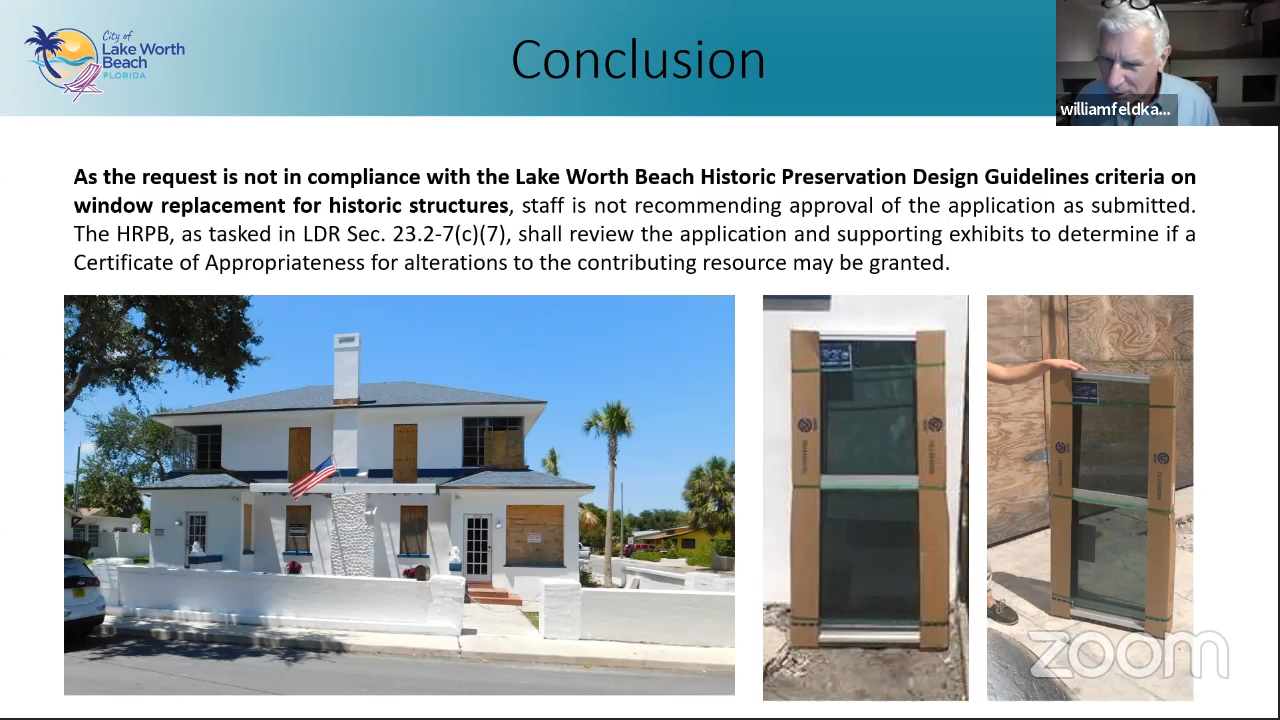 City of
Lake Worth
Beach
FLORIDA
Conclusion
williamfeldka...
As the request is not in compliance with the Lake Worth Beach Historic Preservation Design Guidelines criteria on
window replacement for historic structures, staff is not recommending approval of the application as submitted.
The HRPB, as tasked in LDR Sec. 23.2-7(c)(7), shall review the application and supporting exhibits to determine if a
Certificate of Appropriateness for alterations to the contributing resource may be granted.
zoom